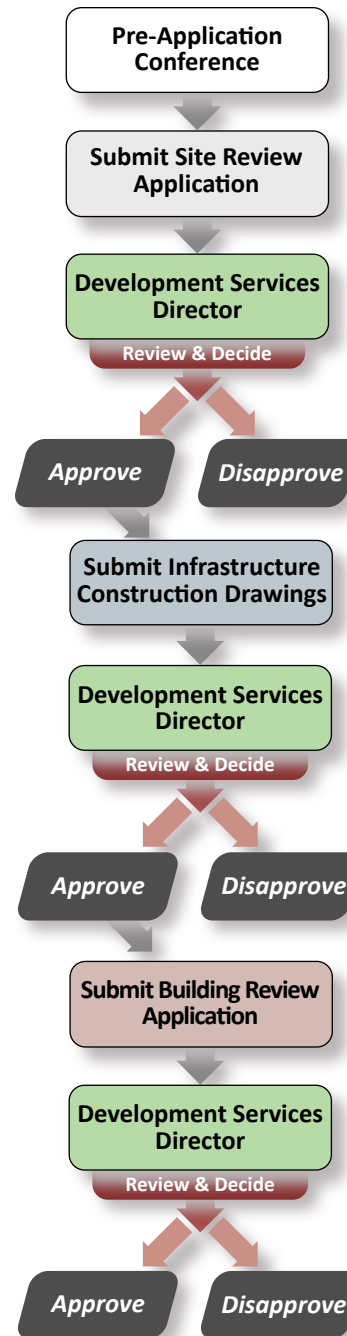 Pre-Application
Conference
Submit Site Review
Application
Development Services
Director
Review & Decide
Approve
Disapprove
Submit Infrastructure
Construction Drawings
Development Services
Director
Review & Decide
Approve
Disapprove
Submit Building Review
Application
Development Services
Director
Review & Decide
Approve
Disapprove